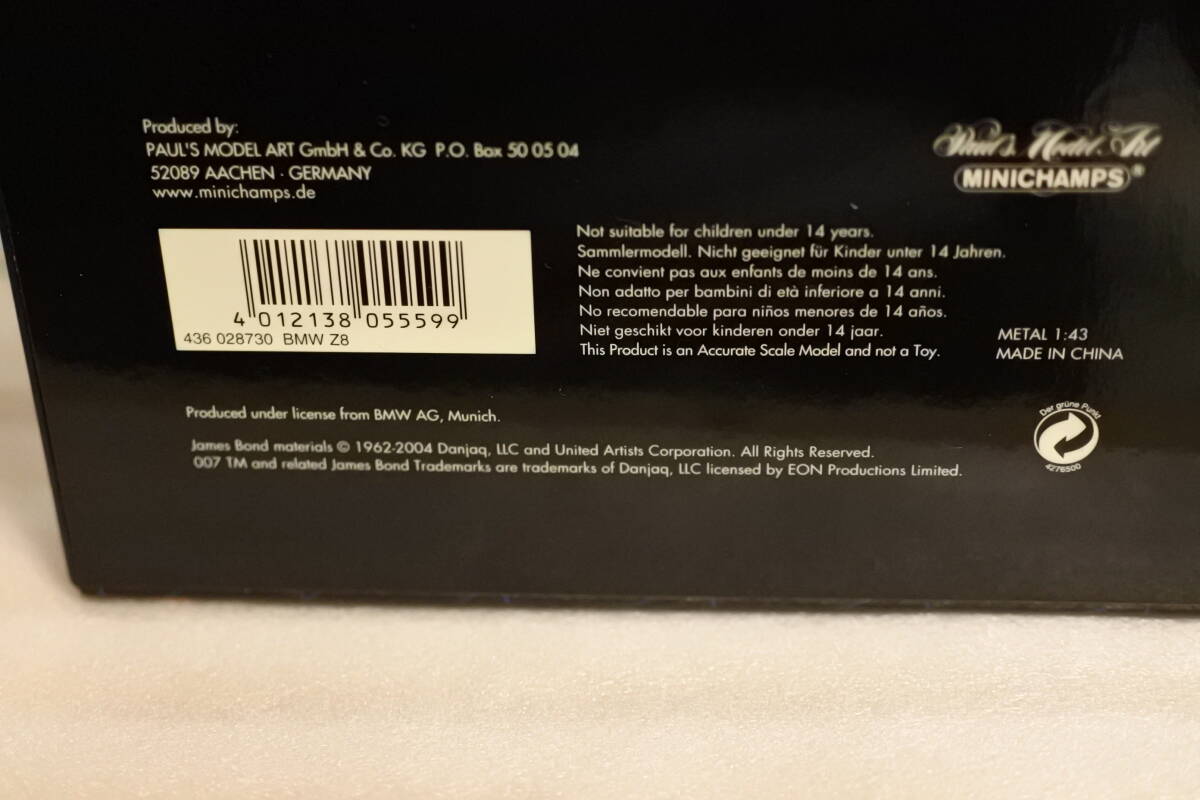 Produced by:
PAUL'S MODEL ART GmbH & Co. KG P.O. Box 50 05 04
52089 AACHEN · GERMANY
www.minichamps.de
Paul's Model Art
MINICHAMPS®
4 012138 055599
436 028730 BMW Z8
Not suitable for children under 14 years.
Sammlermodell. Nicht geeignet für Kinder unter 14 Jahren.
Ne convient pas aux enfants de moins de 14 ans.
Non adatto per bambini di età inferiore a 14 anni.
No recomendable para niños menores de 14 años.
Niet geschikt voor kinderen onder 14 jaar.
This Product is an Accurate Scale Model and not a Toy.
METAL 1:43
MADE IN CHINA
Produced under license from BMW AG, Munich.
James Bond materials © 1962-2004 Danjaq, LLC and United Artists Corporation. All Rights Reserved.
007 TM and related James Bond Trademarks are trademarks of Danjaq, LLC licensed by EON Productions Limited.
Der grüne Punkt
4276500